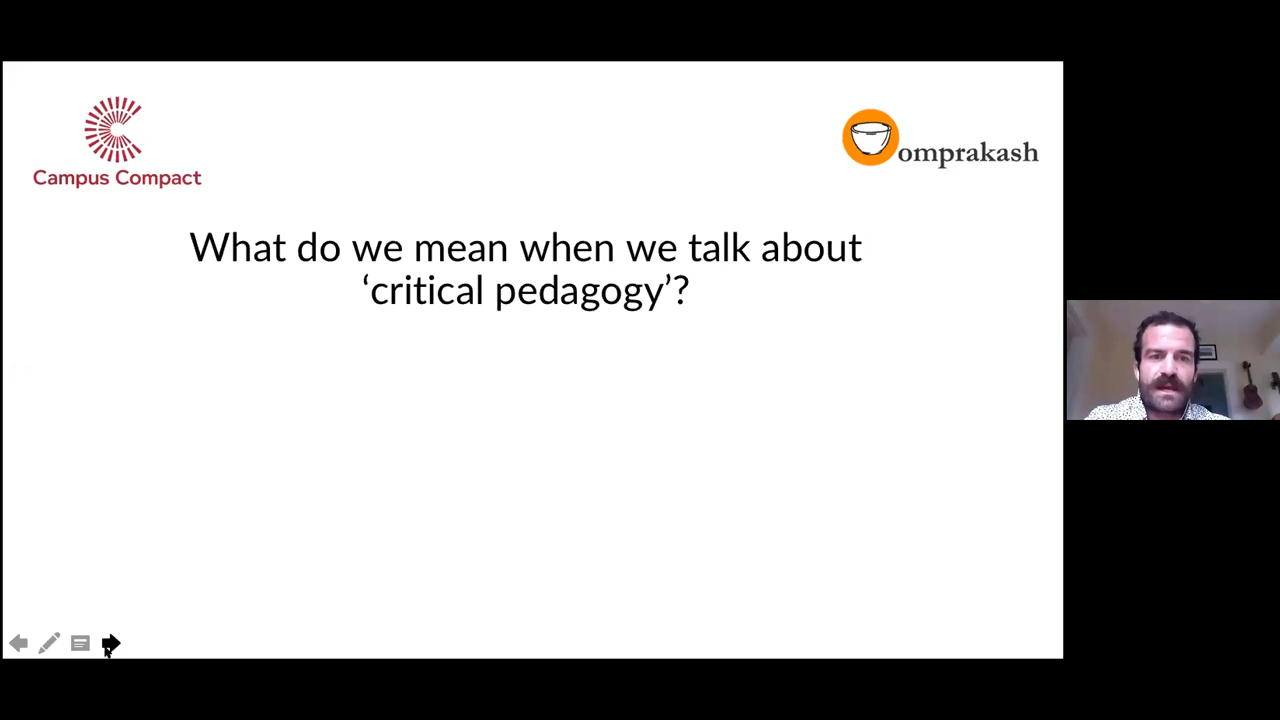 Campus Compact
omprakash
What do we mean when we talk about
‘critical pedagogy’?